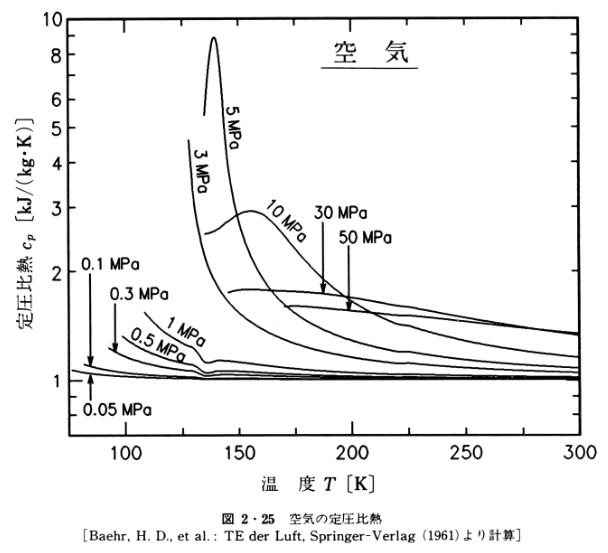 空 気
定圧比熱 cp [kJ/(kg・K)]
10
8
6
5
4
3
2
1
5 MPa
3 MPa
10 MPa
30 MPa
50 MPa
0.1 MPa
0.3 MPa
1 MPa
0.5 MPa
0.05 MPa
100
150
200
250
300
温 度 T [K]
図 2・25 空気の定圧比熱
[Baehr, H. D., et al.: TE der Luft, Springer-Verlag (1961) より計算]